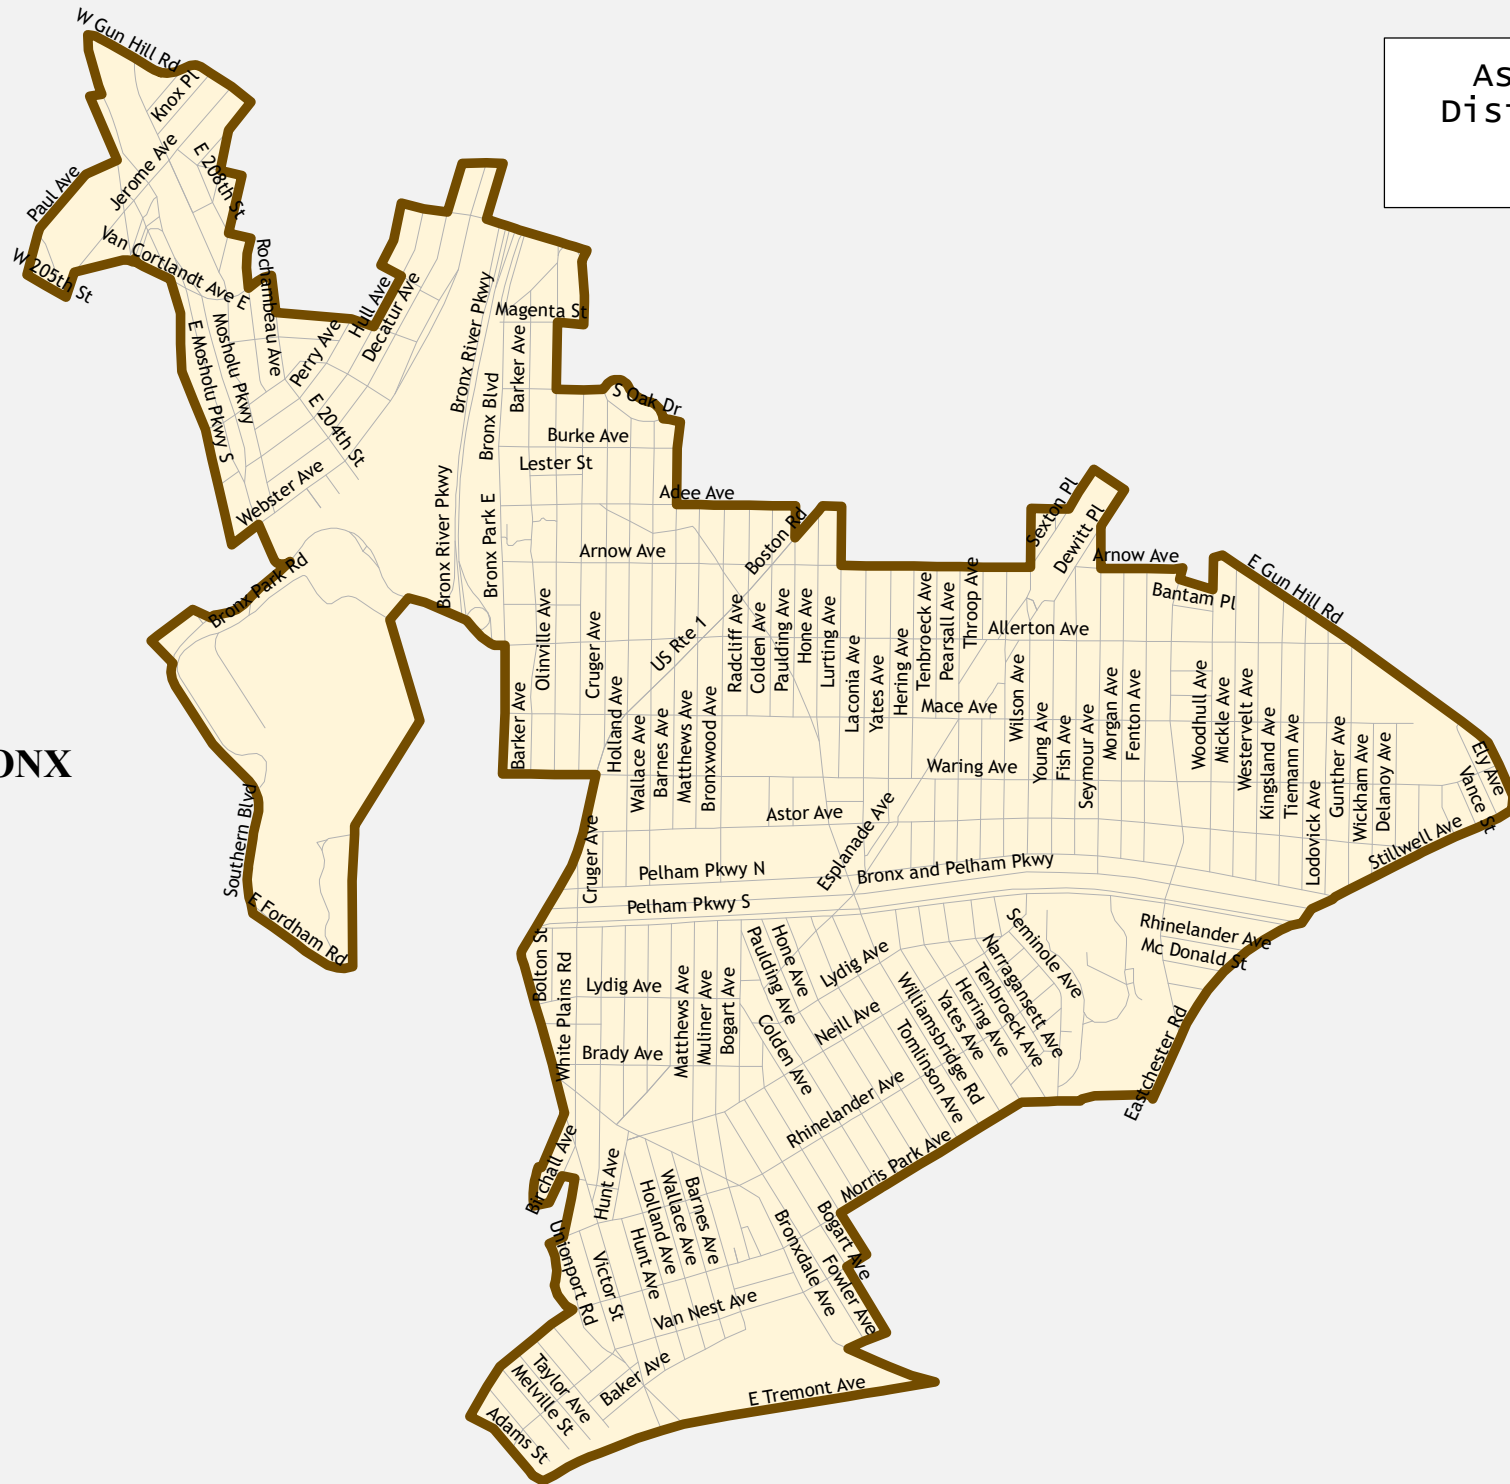 W Gun Hill Rd
Knox Pl
As
Dist
Jerome Ave
E 208th St
Paul Ave
Van Cortlandt Ave E
W 205th St
Rochambeau Ave
Hull Ave
Decatur Ave
Perry Ave
Bronx River Pkwy
Magenta St
Barker Ave
Mosholu Pkwy
E Mosholu Pkwy S
Bronx Blvd
S Oak Dr
E 204th St
Burke Ave
Lester St
Webster Ave
Adee Ave
Bronx River Pkwy
Bronx Park E
Boston Rd
Sexton Pl
Dewitt Pl
Arnow Ave
Arnow Ave
E Gun Hill Rd
Bantam Pl
Bronx Park Rd
Olinville Ave
Cruger Ave
US Rte 1
Radcliff Ave
Colden Ave
Paulding Ave
Hone Ave
Lurting Ave
Laconia Ave
Yates Ave
Hering Ave
Tenbroeck Ave
Pearsall Ave
Throop Ave
Allerton Ave
Barker Ave
Holland Ave
Wallace Ave
Barnes Ave
Matthews Ave
Bronxwood Ave
Mace Ave
Wilson Ave
Young Ave
Fish Ave
Seymour Ave
Morgan Ave
Fenton Ave
Woodhull Ave
Mickle Ave
Westervelt Ave
Kingsland Ave
Tiemann Ave
Lodovick Ave
Gunther Ave
Wickham Ave
Delanoy Ave
Ely Ave
Vance St
Stillwell Ave
ONX
Waring Ave
Astor Ave
Esplanade Ave
Southern Blvd
Cruger Ave
Pelham Pkwy N
Bronx and Pelham Pkwy
Pelham Pkwy S
E Fordham Rd
Bolton St
White Plains Rd
Lydig Ave
Matthews Ave
Muliner Ave
Bogart Ave
Paulding Ave
Hone Ave
Lydig Ave
Neill Ave
Colden Ave
Seminole Ave
Narragansett Ave
Tenbroeck Ave
Hering Ave
Yates Ave
Williamsbridge Rd
Tomlinson Ave
Rhinelander Ave
Mc Donald St
Eastchester Rd
Brady Ave
Rhinelander Ave
Morris Park Ave
Birchall Ave
Hunt Ave
Barnes Ave
Wallace Ave
Holland Ave
Hunt Ave
Unionport Rd
Victor St
Bogart Ave
Bronxdale Ave
Fowler Ave
Van Nest Ave
Baker Ave
Taylor Ave
Melville St
Adams St
E Tremont Ave